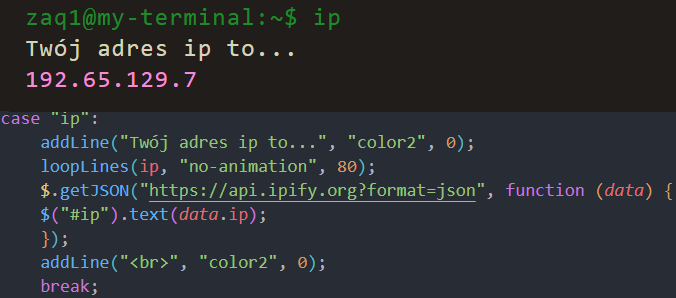 zaq1@my-terminal:~$ ip
Twój adres ip to...
192.65.129.7
case "ip":
addLine("Twój adres ip to...", "color2", 0);
loopLines(ip, "no-animation", 80);
$.getJSON("https://api.ipify.org?format=json", function (data) {
$("#ip").text(data.ip);
});
addLine("<br>", "color2", 0);
break;